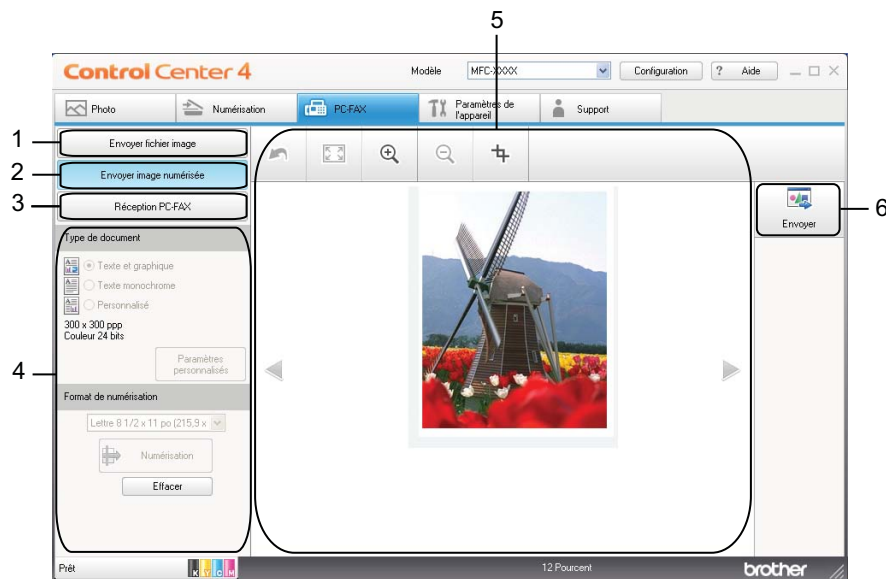 5
Control Center 4
Modèle MFC-XXXX Configuration ? Aide
Photo Numérisation PC-FAX Paramètres de l'appareil Support
1 Envoyer fichier image
2 Envoyer image numérisée
3 Réception PC-FAX
6 Envoyer
Type de document
Texte et graphique
Texte monochrome
Personnalisé
300 x 300 ppp
Couleur 24 bits
4
Paramètres
personnalisés
Format de numérisation
Lettre 8 1/2 x 11 po (215,9 x
Numérisation
Effacer
Prêt K Y C M 12 Pourcent brother